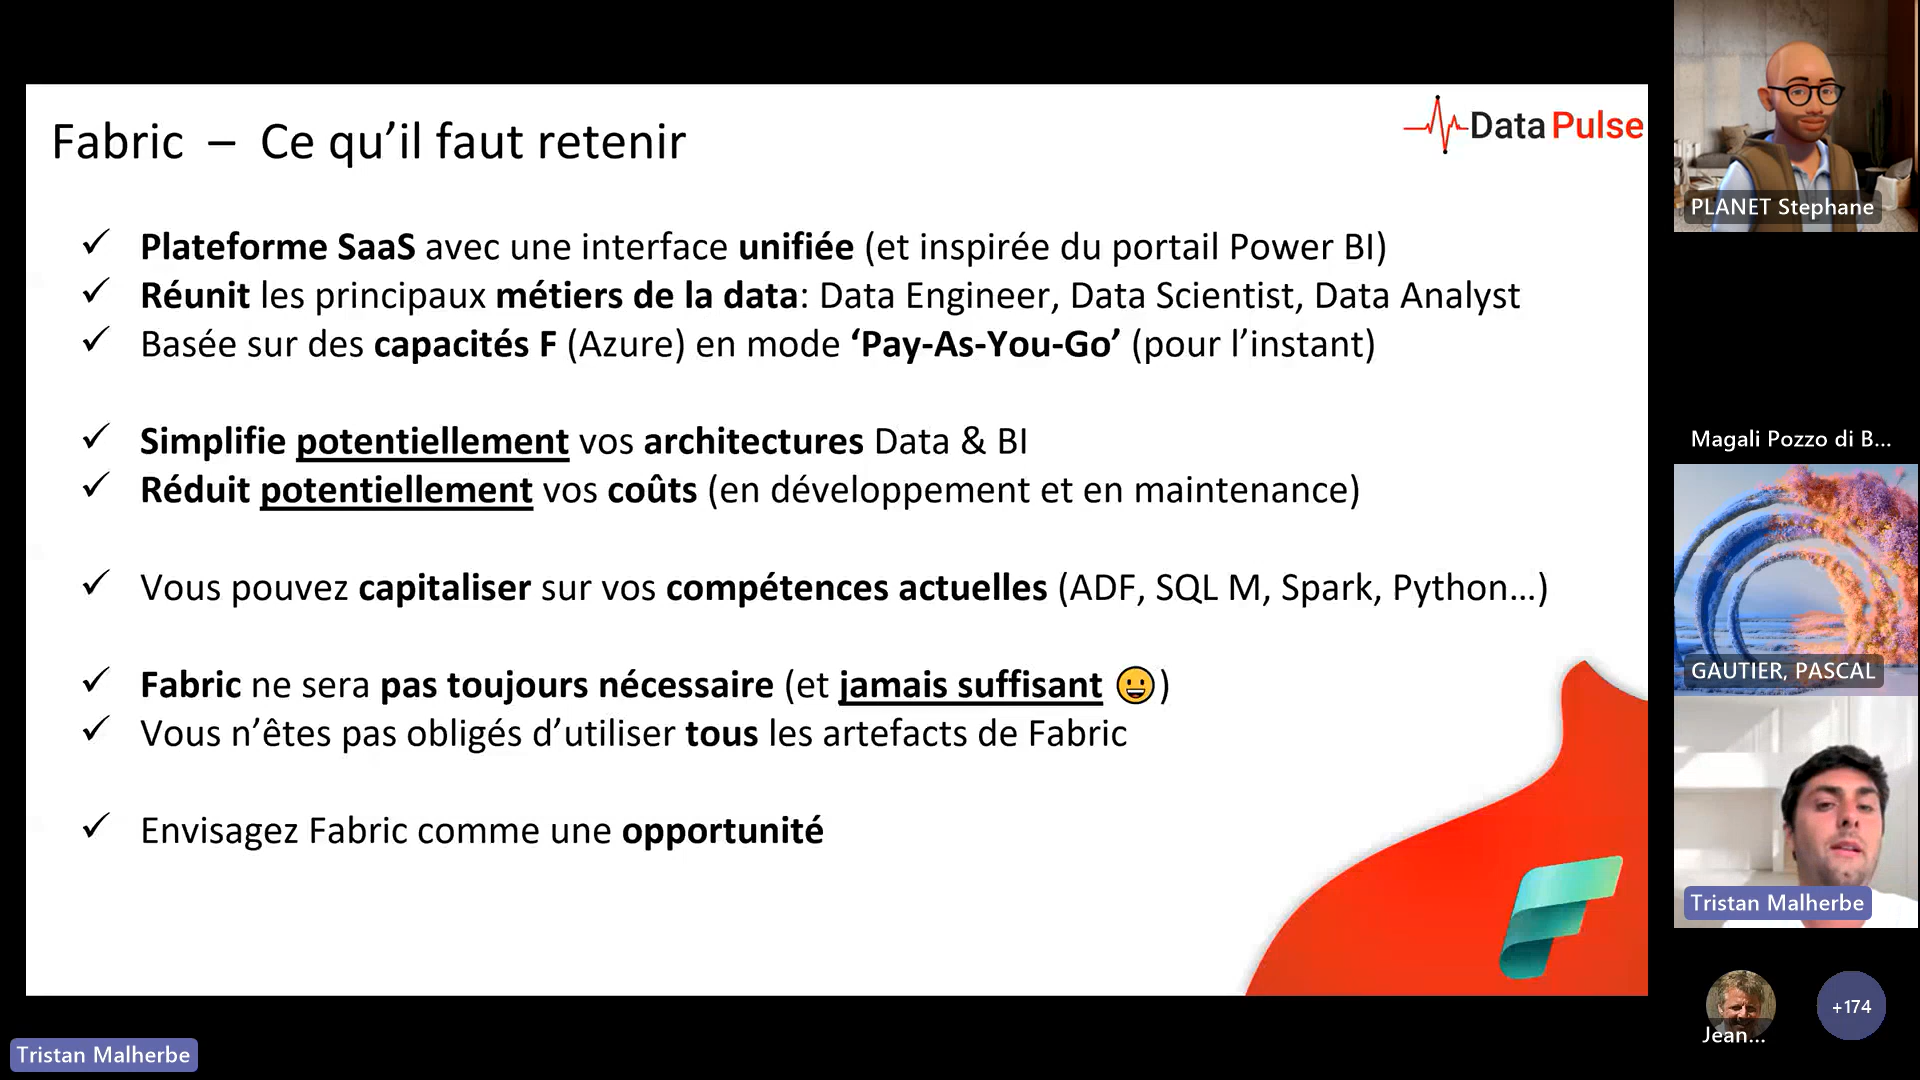 Fabric – Ce qu’il faut retenir
Data Pulse
Plateforme SaaS avec une interface unifiée (et inspirée du portail Power BI)
Réunit les principaux métiers de la data: Data Engineer, Data Scientist, Data Analyst
Basée sur des capacités F (Azure) en mode ‘Pay-As-You-Go’ (pour l’instant)
Simplifie potentiellement vos architectures Data & BI
Réduit potentiellement vos coûts (en développement et en maintenance)
Vous pouvez capitaliser sur vos compétences actuelles (ADF, SQL M, Spark, Python…)
Fabric ne sera pas toujours nécessaire (et jamais suffisant 😀)
Vous n’êtes pas obligés d’utiliser tous les artefacts de Fabric
Envisagez Fabric comme une opportunité
Tristan Malherbe
PLANET Stephane
Magali Pozzo di B...
GAUTIER, PASCAL
Tristan Malherbe
Jean...
+174